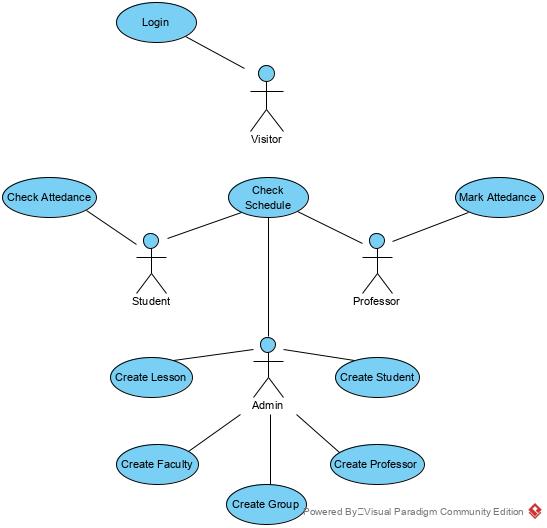 Login
Visitor
Check Attedance
Check
Schedule
Mark Attedance
Student
Professor
Create Lesson
Create Student
Admin
Create Faculty
Create Professor
Create Group
Powered By Visual Paradigm Community Edition